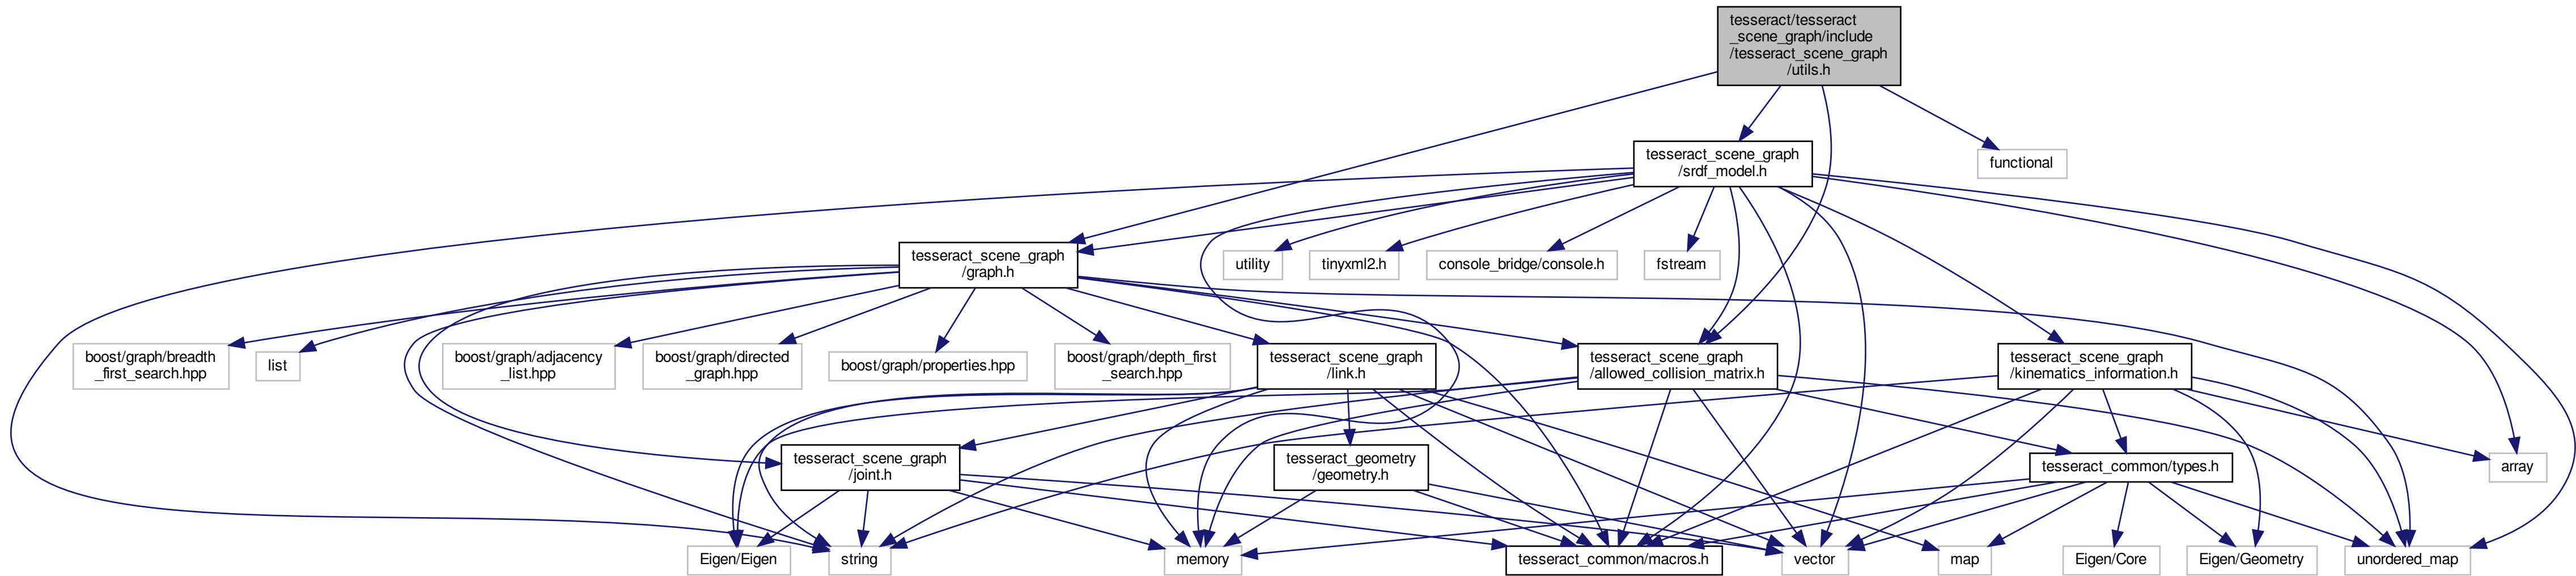 tesseract/tesseract
_scene_graph/include
/tesseract_scene_graph
/utils.h
tesseract_scene_graph
/srdf_model.h
functional
tesseract_scene_graph
/graph.h
utility
tinyxml2.h
console_bridge/console.h
fstream
boost/graph/breadth
_first_search.hpp
list
boost/graph/adjacency
_list.hpp
boost/graph/directed
_graph.hpp
boost/graph/properties.hpp
boost/graph/depth_first
_search.hpp
tesseract_scene_graph
/link.h
tesseract_scene_graph
/allowed_collision_matrix.h
tesseract_scene_graph
/kinematics_information.h
tesseract_scene_graph
/joint.h
tesseract_geometry
/geometry.h
tesseract_common/types.h
array
Eigen/Eigen
string
memory
tesseract_common/macros.h
vector
map
Eigen/Core
Eigen/Geometry
unordered_map